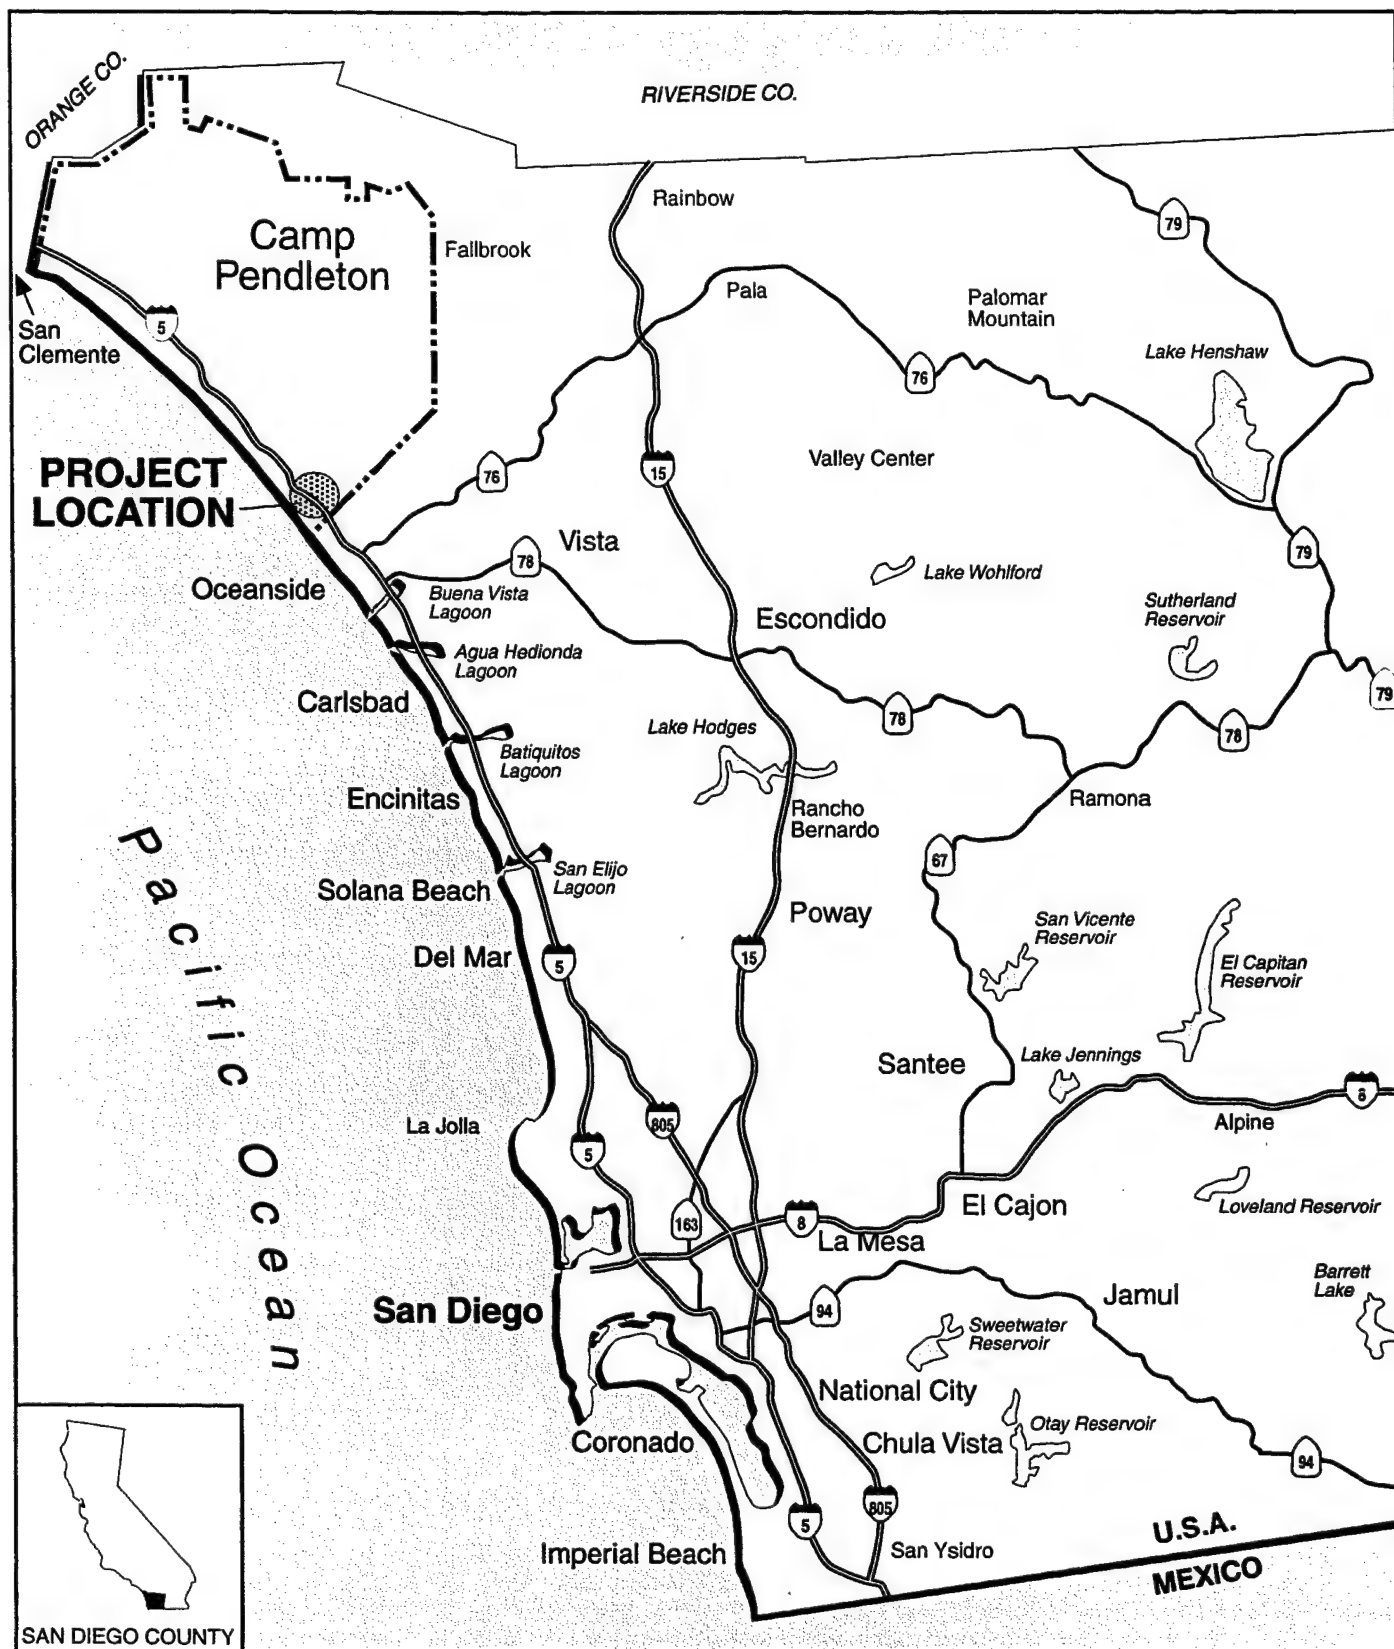 ORANGE CO.
RIVERSIDE CO.
Rainbow
79
Camp
Pendleton
Fallbrook
Pala
Palomar
Mountain
5
San
Clemente
Lake Henshaw
76
PROJECT
LOCATION
76
15
Valley Center
Vista
78
79
Oceanside
Buena Vista
Lagoon
Lake Wohlford
Sutherland
Reservoir
Escondido
Agua Hedionda
Lagoon
Carlsbad
79
Lake Hodges
78
78
Batiquitos
Lagoon
Encinitas
Rancho
Bernardo
Ramona
67
San Elijo
Lagoon
Solana Beach
Poway
San Vicente
Reservoir
Del Mar
5
15
El Capitan
Reservoir
Pacific Ocean
Santee
Lake Jennings
8
La Jolla
805
Alpine
5
El Cajon
Loveland Reservoir
163
8
La Mesa
San Diego
94
Jamul
Barrett
Lake
Sweetwater
Reservoir
National City
Coronado
Chula Vista
Otay Reservoir
94
5
805
Imperial Beach
San Ysidro
U.S.A.
MEXICO
SAN DIEGO COUNTY